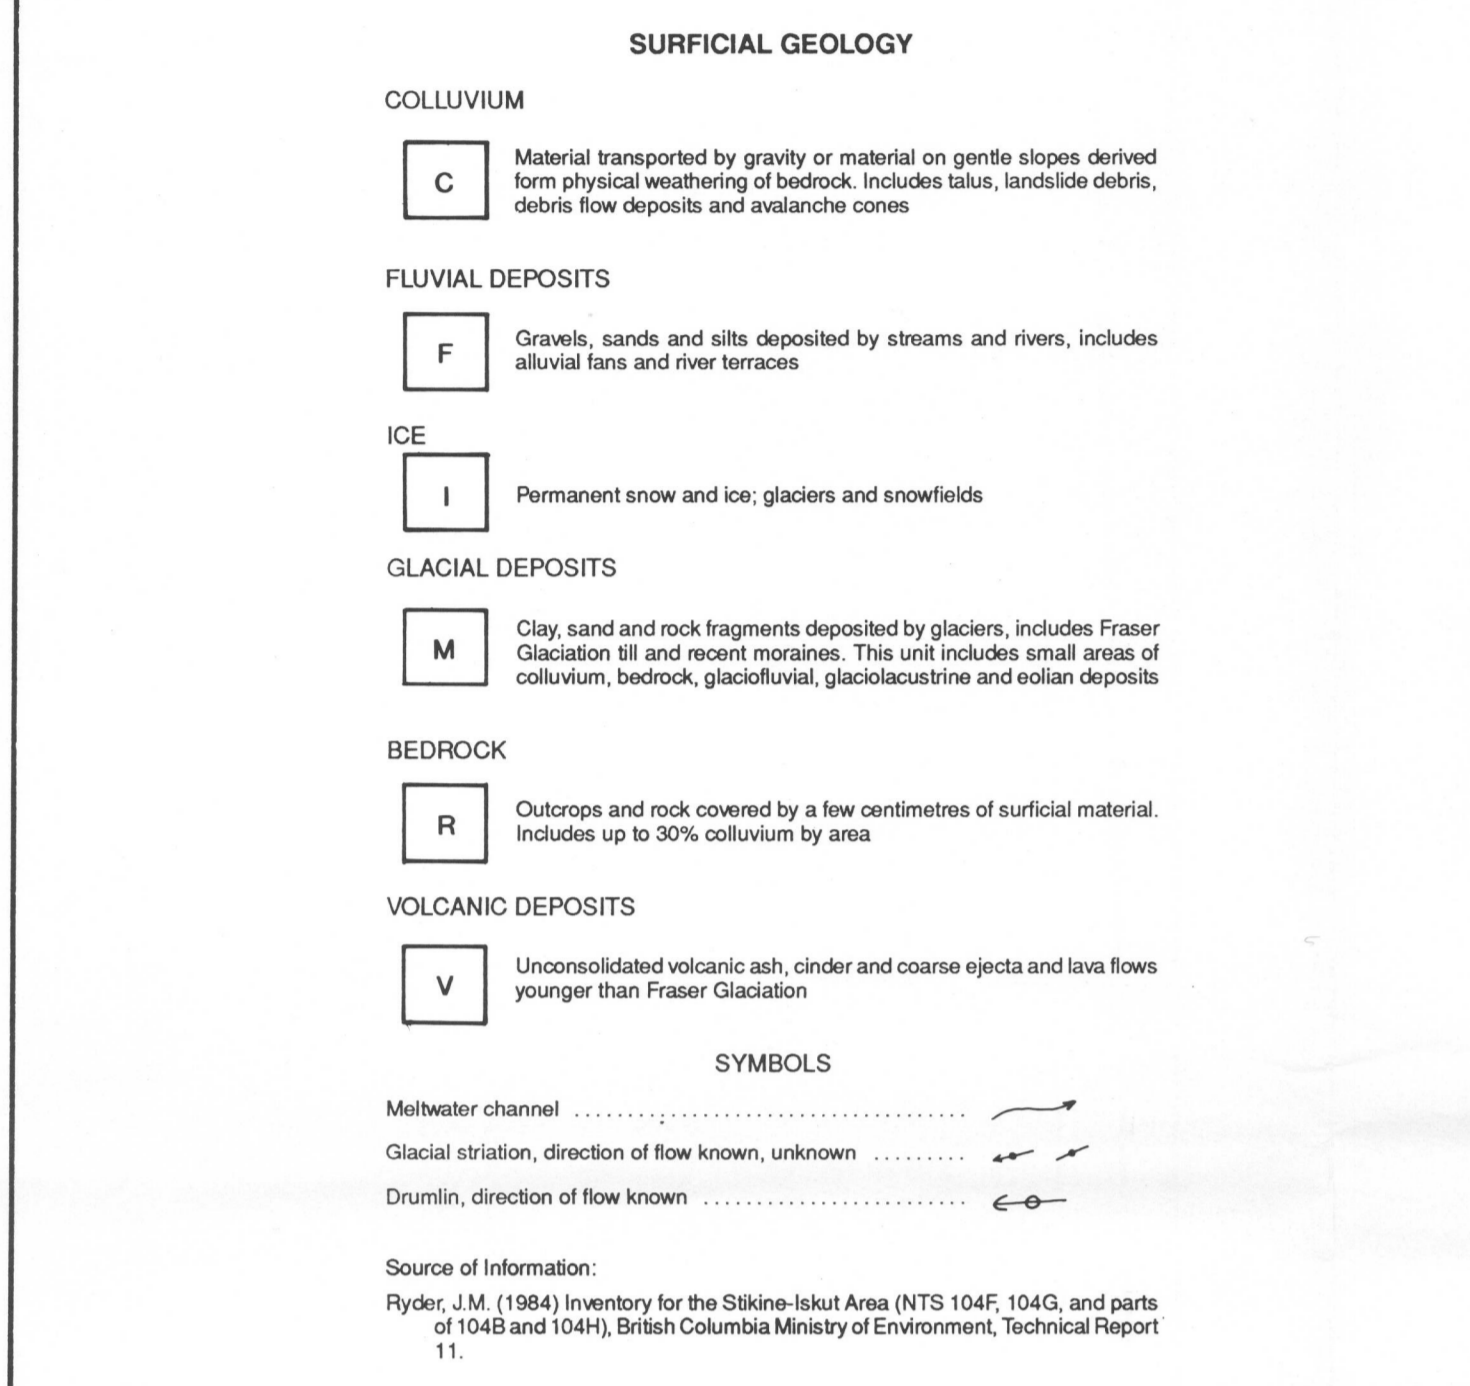 SURFICIAL GEOLOGY
COLLUVIUM
C
Material transported by gravity or material on gentle slopes derived
form physical weathering of bedrock. Includes talus, landslide debris,
debris flow deposits and avalanche cones
FLUVIAL DEPOSITS
F
Gravels, sands and silts deposited by streams and rivers, includes
alluvial fans and river terraces
ICE
I
Permanent snow and ice; glaciers and snowfields
GLACIAL DEPOSITS
M
Clay, sand and rock fragments deposited by glaciers, includes Fraser
Glaciation till and recent moraines. This unit includes small areas of
colluvium, bedrock, glaciofluvial, glaciolacustrine and eolian deposits
BEDROCK
R
Outcrops and rock covered by a few centimetres of surficial material.
Includes up to 30% colluvium by area
VOLCANIC DEPOSITS
V
Unconsolidated volcanic ash, cinder and coarse ejecta and lava flows
younger than Fraser Glaciation
SYMBOLS
Meltwater channel ......................................
Glacial striation, direction of flow known, unknown .........
Drumlin, direction of flow known .........................
Source of Information:
Ryder, J.M. (1984) Inventory for the Stikine-Iskut Area (NTS 104F, 104G, and parts
of 104B and 104H), British Columbia Ministry of Environment, Technical Report
11.